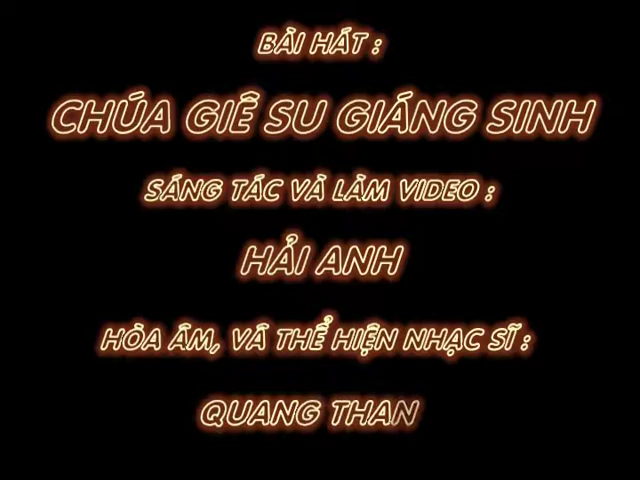 BÀI HÁT :
CHÚA GIÊ SU GIÁNG SINH
SÁNG TÁC VÀ LÀM VIDEO :
HẢI ANH
HÒA ÂM, VÀ THỂ HIỆN NHẠC SĨ :
QUANG THAN